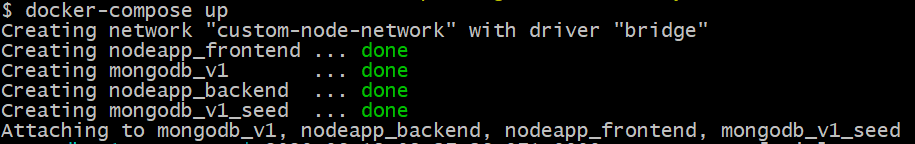 $ docker-compose up
Creating network "custom-node-network" with driver "bridge"
Creating nodeapp_frontend ... done
Creating mongodb_v1       ... done
Creating nodeapp_backend  ... done
Creating mongodb_v1_seed  ... done
Attaching to mongodb_v1, nodeapp_backend, nodeapp_frontend, mongodb_v1_seed